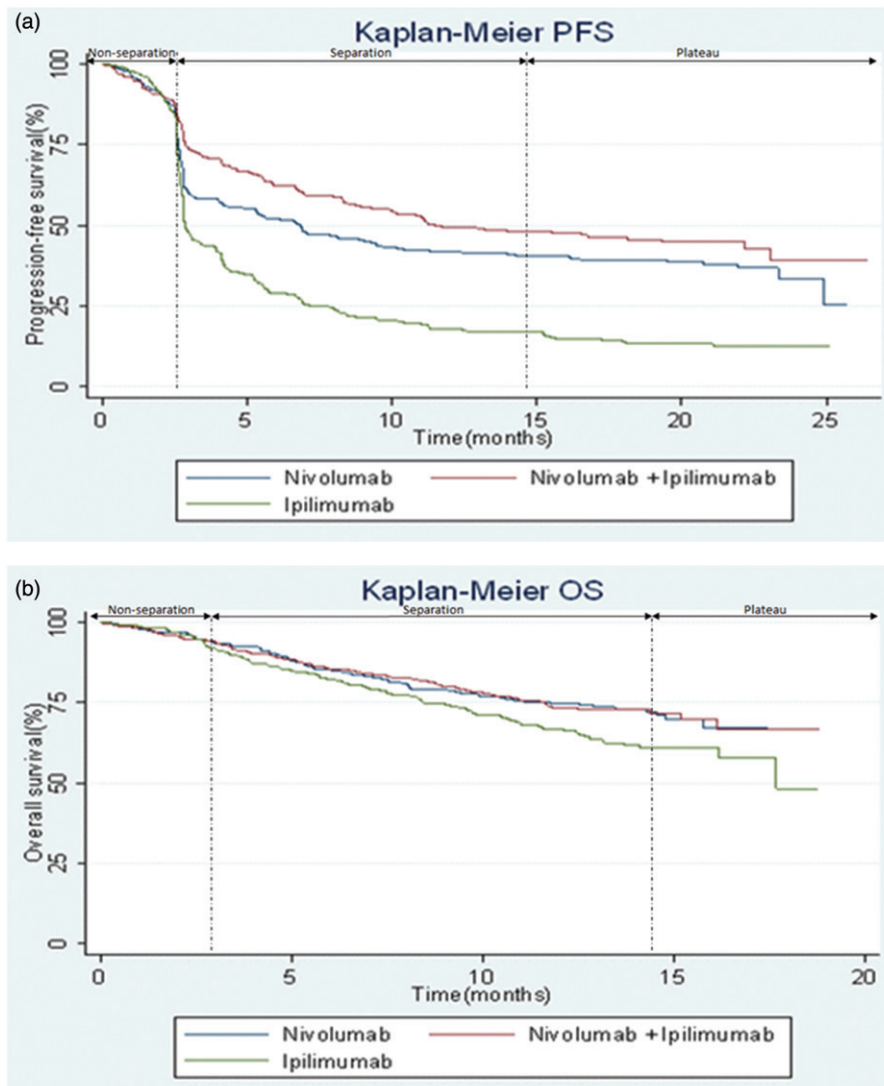 (a)
Kaplan-Meier PFS
Non-separation Separation Plateau
Progression-free survival(%)
100
75
50
25
0
0 5 10 15 20 25
Time(months)
Nivolumab Nivolumab +Ipilimumab
Ipilimumab
(b)
Kaplan-Meier OS
Non-separation Separation Plateau
Overall survival(%)
100
75
50
25
0
0 5 10 15 20
Time(months)
Nivolumab Nivolumab +Ipilimumab
Ipilimumab